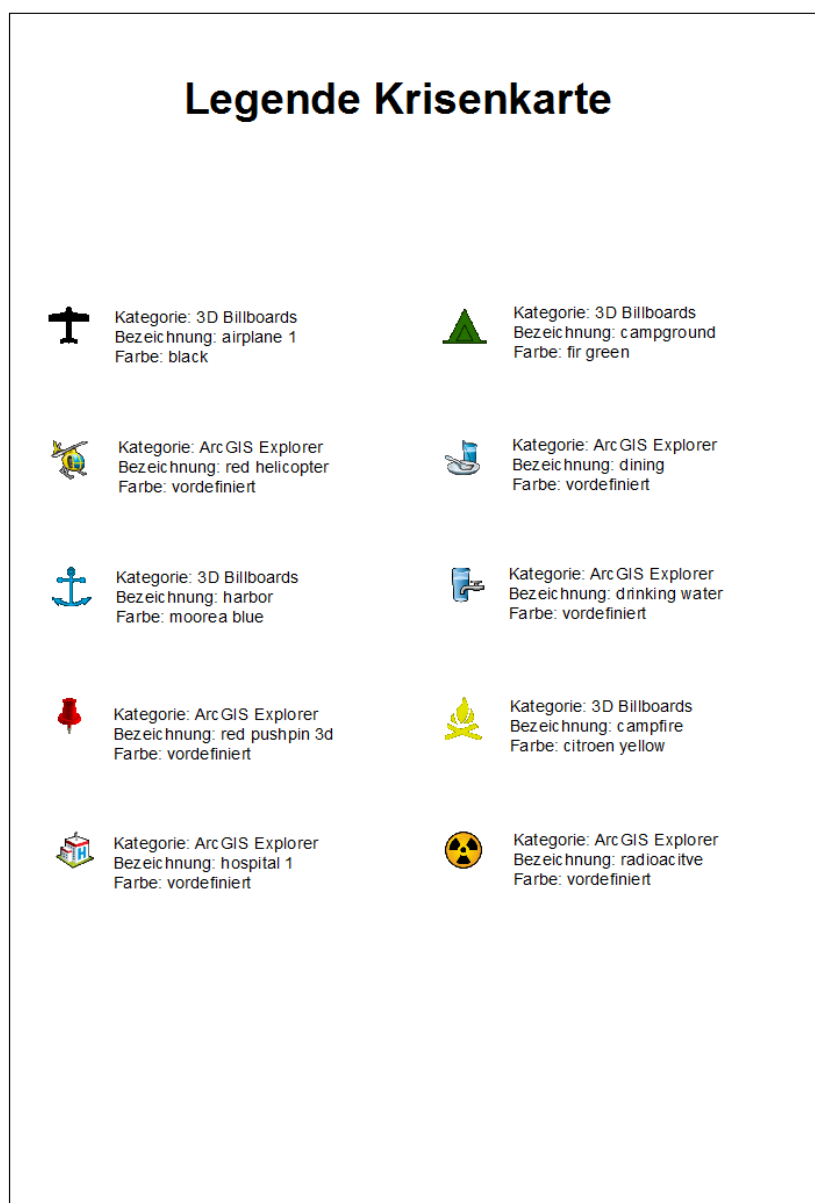 Legende Krisenkarte
Kategorie: 3D Billboards
Bezeichnung: airplane 1
Farbe: black
Kategorie: 3D Billboards
Bezeichnung: campground
Farbe: fir green
Kategorie: ArcGIS Explorer
Bezeichnung: red helicopter
Farbe: vordefiniert
Kategorie: ArcGIS Explorer
Bezeichnung: dining
Farbe: vordefiniert
Kategorie: 3D Billboards
Bezeichnung: harbor
Farbe: moorea blue
Kategorie: ArcGIS Explorer
Bezeichnung: drinking water
Farbe: vordefiniert
Kategorie: ArcGIS Explorer
Bezeichnung: red pushpin 3d
Farbe: vordefiniert
Kategorie: 3D Billboards
Bezeichnung: campfire
Farbe: citroen yellow
H
Kategorie: ArcGIS Explorer
Bezeichnung: hospital 1
Farbe: vordefiniert
Kategorie: ArcGIS Explorer
Bezeichnung: radioacitve
Farbe: vordefiniert